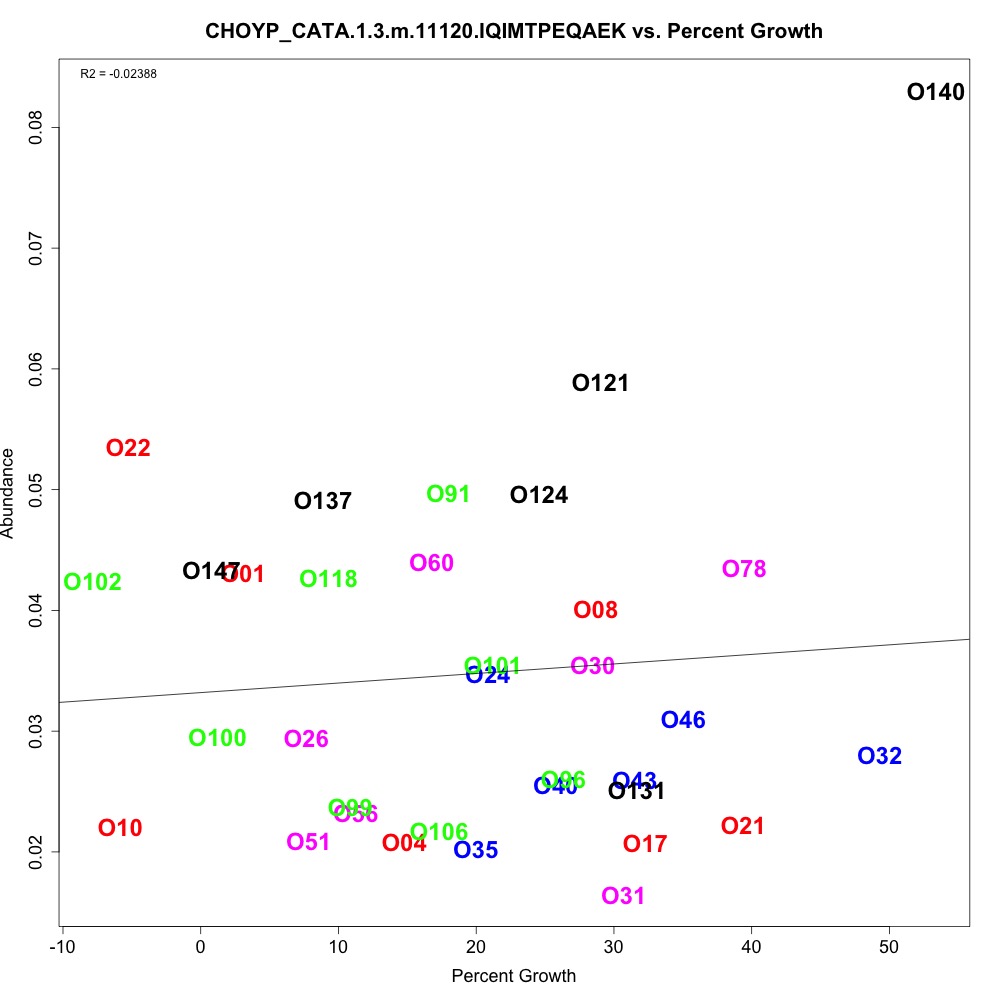 CHOYP_CATA.1.3.m.11120.IQIMTPEQAEK vs. Percent Growth
R2 = -0.02388
O140
0.08
0.07
0.06
O121
O22
0.05
O137
O91
O124
Abundance
O60
O78
O147
O01
O118
O102
0.04
O08
O101
O30
O24
O46
0.03
O100
O26
O32
O96
O43
O40
O131
O99
O56
O10
O106
O21
O51
O04
O17
0.02
O35
O31
-10 0 10 20 30 40 50
Percent Growth